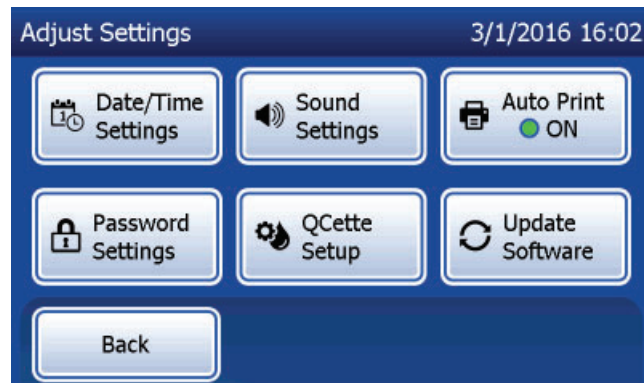 Adjust Settings 3/1/2016 16:02
Date/Time
Settings
Sound
Settings
Auto Print
ON
Password
Settings
QCette
Setup
Update
Software
Back